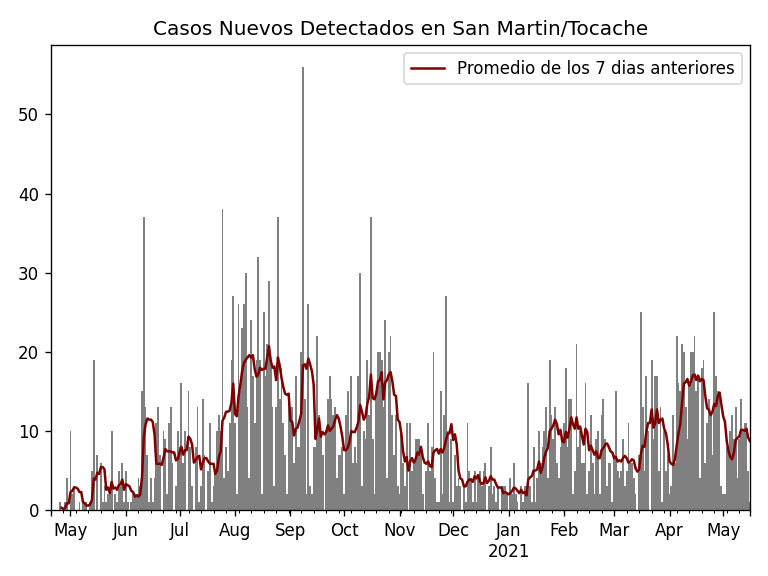 Casos Nuevos Detectados en San Martin/Tocache
Promedio de los 7 dias anteriores
50
40
30
20
10
0
May Jun Jul Aug Sep Oct Nov Dec Jan Feb Mar Apr May
2021